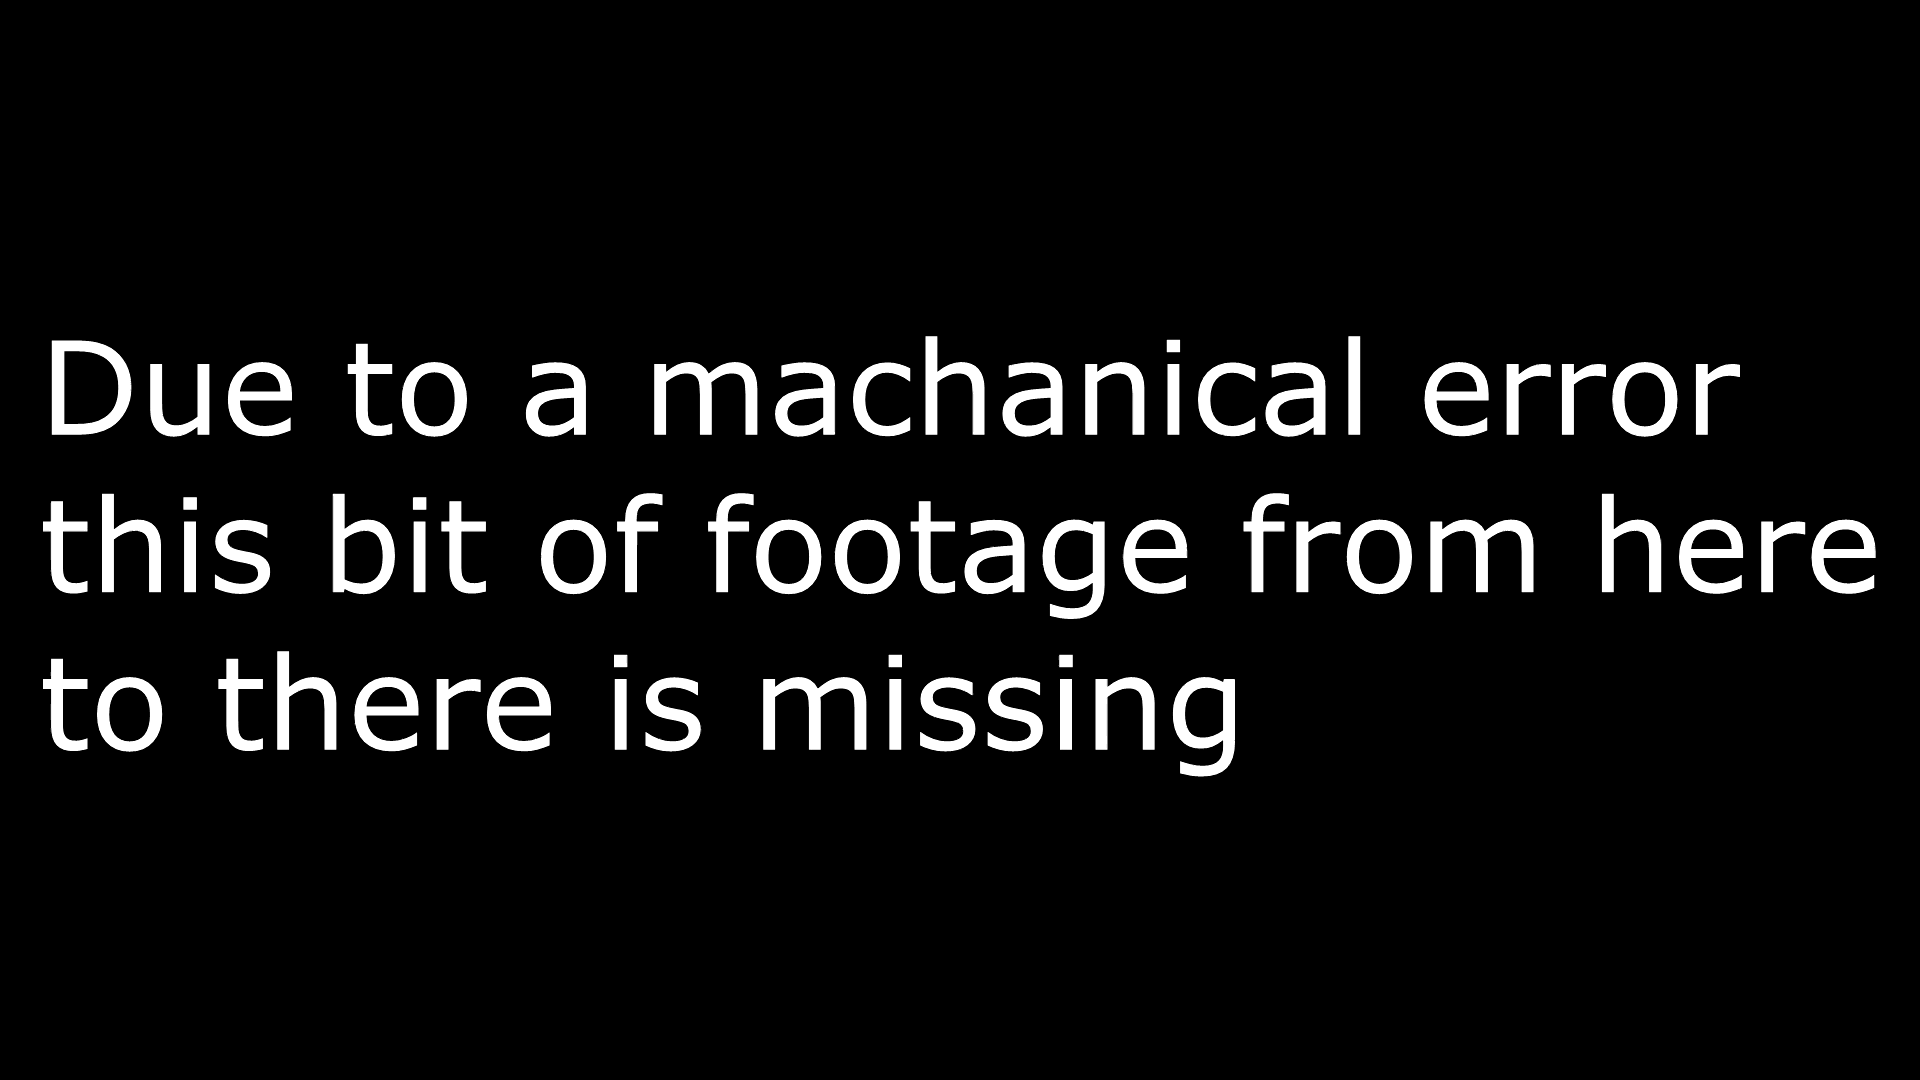 Due to a machanical error
this bit of footage from here
to there is missing